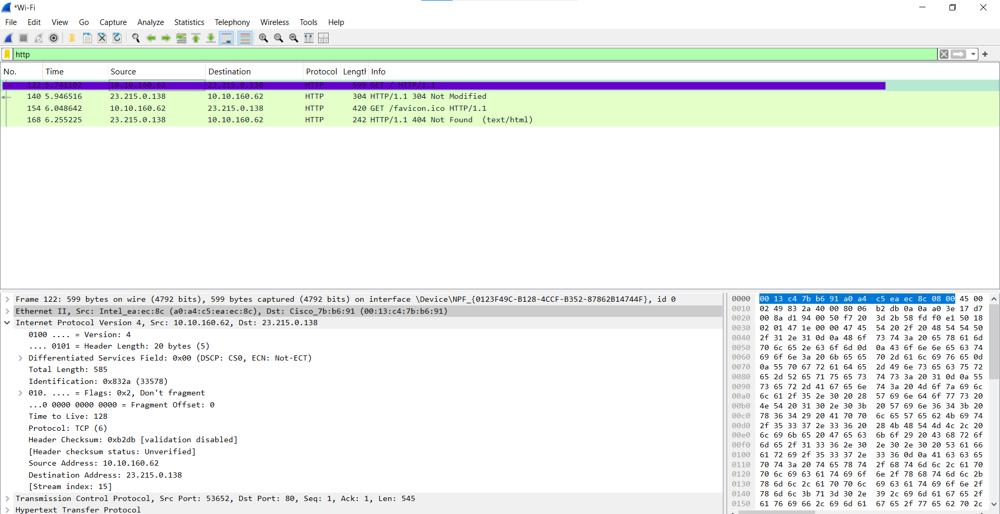 *Wi-Fi
File Edit View Go Capture Analyze Statistics Telephony Wireless Tools Help
http
No. Time Source Destination Protocol Length Info
122 5.741102 10.10.160.62 23.215.0.138 HTTP 599 GET / HTTP/1.1
140 5.946516 23.215.0.138 10.10.160.62 HTTP 304 HTTP/1.1 304 Not Modified
154 6.048642 10.10.160.62 23.215.0.138 HTTP 420 GET /favicon.ico HTTP/1.1
168 6.255225 23.215.0.138 10.10.160.62 HTTP 242 HTTP/1.1 404 Not Found (text/html)
Frame 122: 599 bytes on wire (4792 bits), 599 bytes captured (4792 bits) on interface \Device\NPF_{0123F49C-B128-4CCF-B352-87862B14744F}, id 0
Ethernet II, Src: Intel_ea:ec:8c (a0:a4:c5:ea:ec:8c), Dst: Cisco_7b:b6:91 (00:13:c4:7b:b6:91)
Internet Protocol Version 4, Src: 10.10.160.62, Dst: 23.215.0.138
0100 .... = Version: 4
.... 0101 = Header Length: 20 bytes (5)
Differentiated Services Field: 0x00 (DSCP: CS0, ECN: Not-ECT)
Total Length: 585
Identification: 0x832a (33578)
010. .... = Flags: 0x2, Don't fragment
...0 0000 0000 0000 = Fragment Offset: 0
Time to Live: 128
Protocol: TCP (6)
Header Checksum: 0xb2db [validation disabled]
[Header checksum status: Unverified]
Source Address: 10.10.160.62
Destination Address: 23.215.0.138
[Stream index: 15]
Transmission Control Protocol, Src Port: 53652, Dst Port: 80, Seq: 1, Ack: 1, Len: 545
Hypertext Transfer Protocol
0000 00 13 c4 7b b6 91 a0 a4 c5 ea ec 8c 08 00 45 00
0010 02 49 83 2a 40 00 80 06 b2 db 0a 0a a0 3e 17 d7
0020 00 8a d1 94 00 50 f7 20 3d 2b 58 fd f0 e1 50 18
0030 02 01 47 1e 00 00 47 45 54 20 2f 20 48 54 54 50
0040 2f 31 2e 31 0d 0a 48 6f 73 74 3a 20 65 78 61 6d
0050 70 6c 65 2e 63 6f 6d 0d 0a 43 6f 6e 6e 65 63 74
0060 69 6f 6e 3a 20 6b 65 65 70 2d 61 6c 69 76 65 0d
0070 0a 55 70 67 72 61 64 65 2d 49 6e 73 65 63 75 72
0080 65 2d 52 65 71 75 65 73 74 73 3a 20 31 0d 0a 55
0090 73 65 72 2d 41 67 65 6e 74 3a 20 4d 6f 7a 69 6c
00a0 6c 61 2f 35 2e 30 20 28 57 69 6e 64 6f 77 73 20
00b0 4e 54 20 31 30 2e 30 3b 20 57 69 6e 36 34 3b 20
00c0 78 36 34 29 20 41 70 70 6c 65 57 65 62 4b 69 74
00d0 2f 35 33 37 2e 33 36 20 28 4b 48 54 4d 4c 2c 20
00e0 6c 69 6b 65 20 47 65 63 6b 6f 29 20 43 68 72 6f
00f0 6d 65 2f 31 33 36 2e 30 2e 30 2e 30 20 53 61 66
0100 61 72 69 2f 35 33 37 2e 33 36 0d 0a 41 63 63 65
0110 70 74 3a 20 74 65 78 74 2f 68 74 6d 6c 2c 61 70
0120 70 6c 69 63 61 74 69 6f 6e 2f 78 68 74 6d 6c 2b
0130 78 6d 6c 2c 61 70 70 6c 69 63 61 74 69 6f 6e 2f
0140 78 6d 6c 3b 71 3d 30 2e 39 2c 69 6d 61 67 65 2f
0150 61 76 69 66 2c 69 6d 61 67 65 2f 77 65 62 70 2c